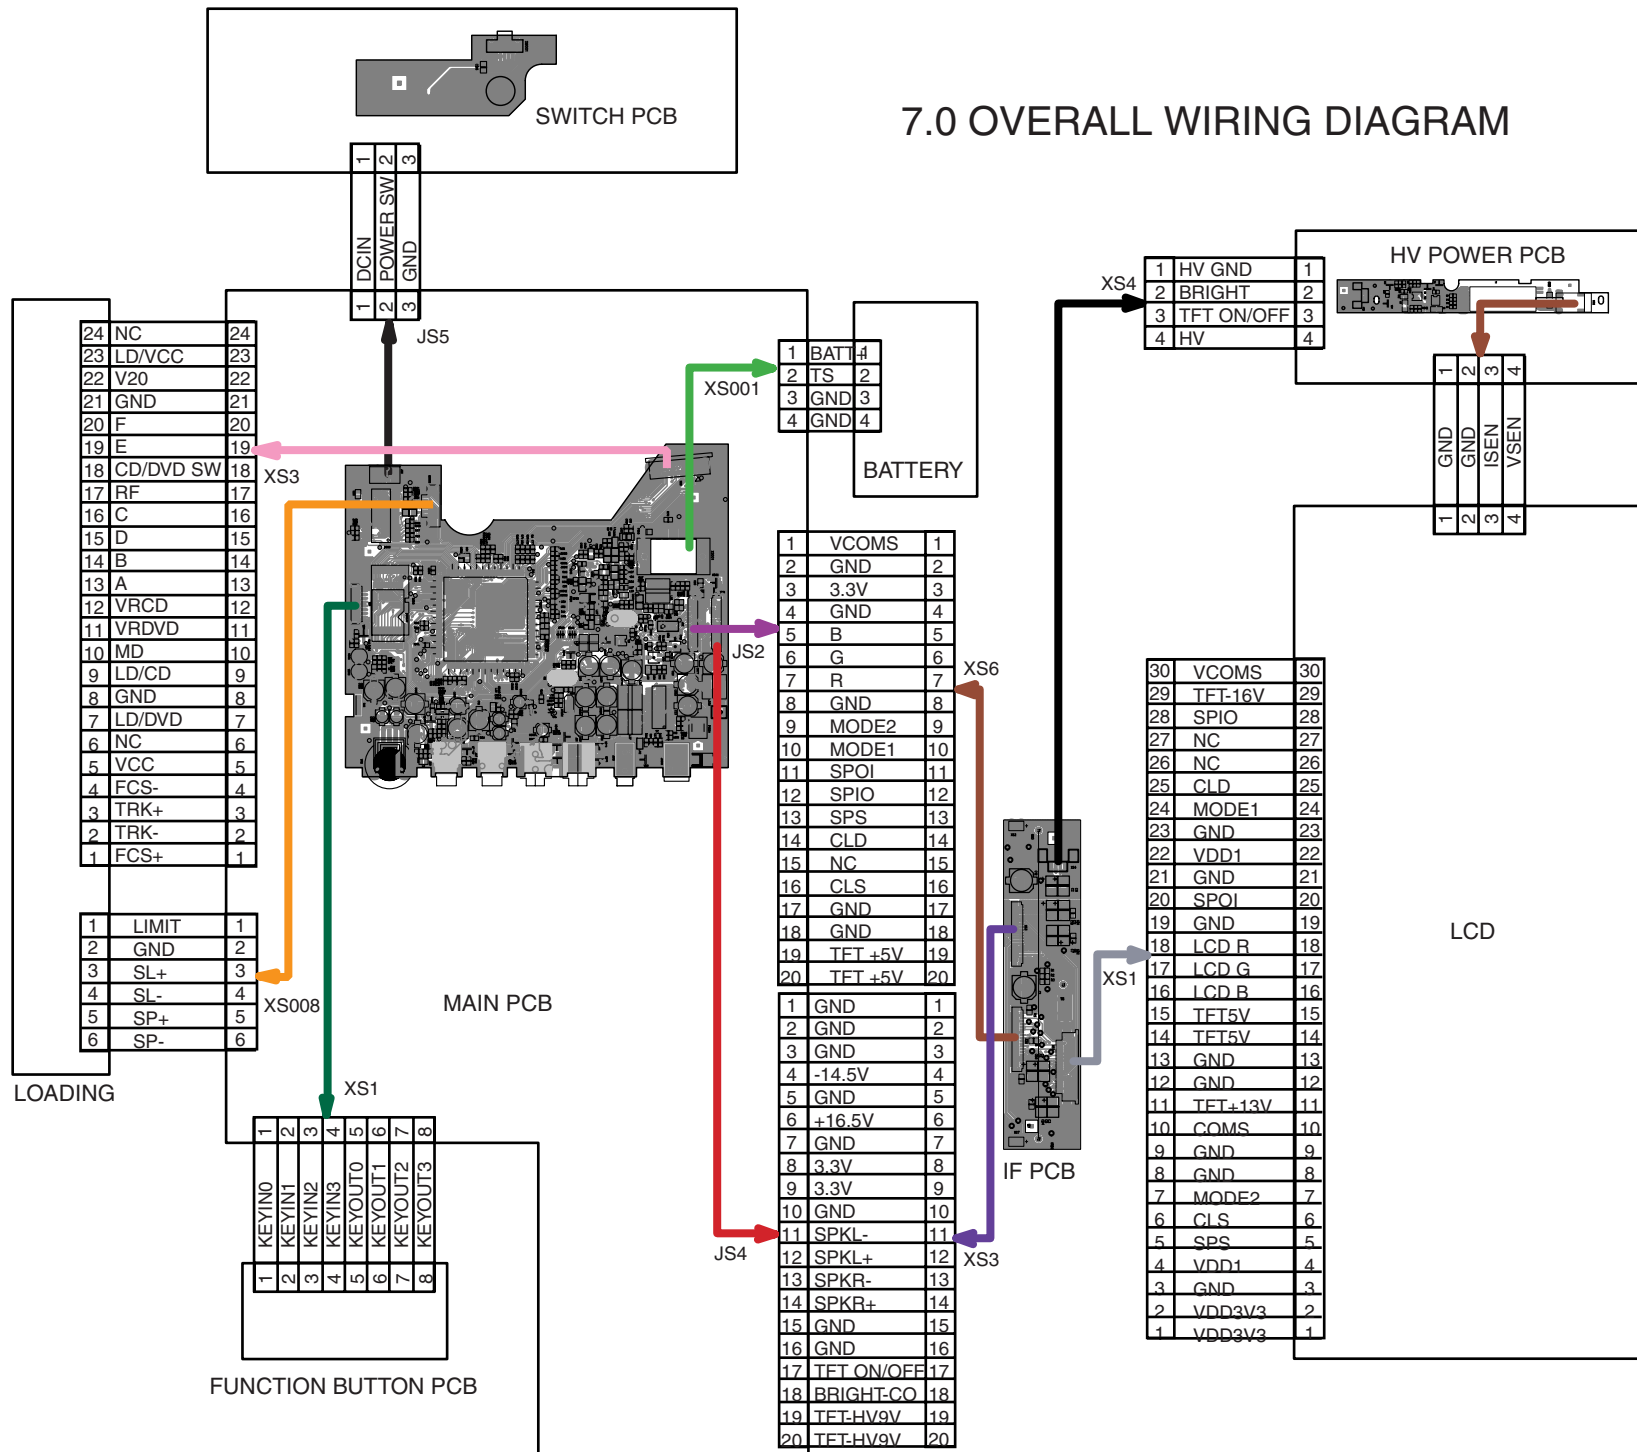 7.0 OVERALL WIRING DIAGRAM
SWITCH PCB
1 2 3
DCIN
POWER SW
GND
1 2 3
JS5
24 NC 24
23 LD/VCC 23
22 V20 22
21 GND 21
20 F 20
19 E 19
18 CD/DVD SW 18
17 RF 17
16 C 16
15 D 15
14 B 14
13 A 13
12 VRCD 12
11 VRDVD 11
10 MD 10
9 LD/CD 9
8 GND 8
7 LD/DVD 7
6 NC 6
5 VCC 5
4 FCS- 4
3 TRK+ 3
2 TRK- 2
1 FCS+ 1
XS3
1 LIMIT 1
2 GND 2
3 SL+ 3
4 SL- 4
5 SP+ 5
6 SP- 6
XS008
LOADING
MAIN PCB
XS1
1 2 3 4 5 6 7 8
KEYIN0
KEYIN1
KEYIN2
KEYIN3
KEYOUT0
KEYOUT1
KEYOUT2
KEYOUT3
1 2 3 4 5 6 7 8
FUNCTION BUTTON PCB
XS001
1 BATT+ 1
2 TS 2
3 GND 3
4 GND 4
BATTERY
JS2
1 VCOMS 1
2 GND 2
3 3.3V 3
4 GND 4
5 B 5
6 G 6
7 R 7
8 GND 8
9 MODE2 9
10 MODE1 10
11 SPOI 11
12 SPIO 12
13 SPS 13
14 CLD 14
15 NC 15
16 CLS 16
17 GND 17
18 GND 18
19 TFT +5V 19
20 TFT +5V 20
XS6
JS4
1 GND 1
2 GND 2
3 GND 3
4 -14.5V 4
5 GND 5
6 +16.5V 6
7 GND 7
8 3.3V 8
9 3.3V 9
10 GND 10
11 SPKL- 11
12 SPKL+ 12
13 SPKR- 13
14 SPKR+ 14
15 GND 15
16 GND 16
17 TFT ON/OFF 17
18 BRIGHT-CO 18
19 TFT-HV9V 19
20 TFT-HV9V 20
XS3
IF PCB
XS4
1 HV GND 1
2 BRIGHT 2
3 TFT ON/OFF 3
4 HV 4
HV POWER PCB
1 2 3 4
GND
GND
ISEN
VSEN
1 2 3 4
XS1
30 VCOMS 30
29 TFT-16V 29
28 SPIO 28
27 NC 27
26 NC 26
25 CLD 25
24 MODE1 24
23 GND 23
22 VDD1 22
21 GND 21
20 SPOI 20
19 GND 19
18 LCD R 18
17 LCD G 17
16 LCD B 16
15 TFT5V 15
14 TFT5V 14
13 GND 13
12 GND 12
11 TFT+13V 11
10 COMS 10
9 GND 9
8 GND 8
7 MODE2 7
6 CLS 6
5 SPS 5
4 VDD1 4
3 GND 3
2 VDD3V3 2
1 VDD3V3 1
LCD